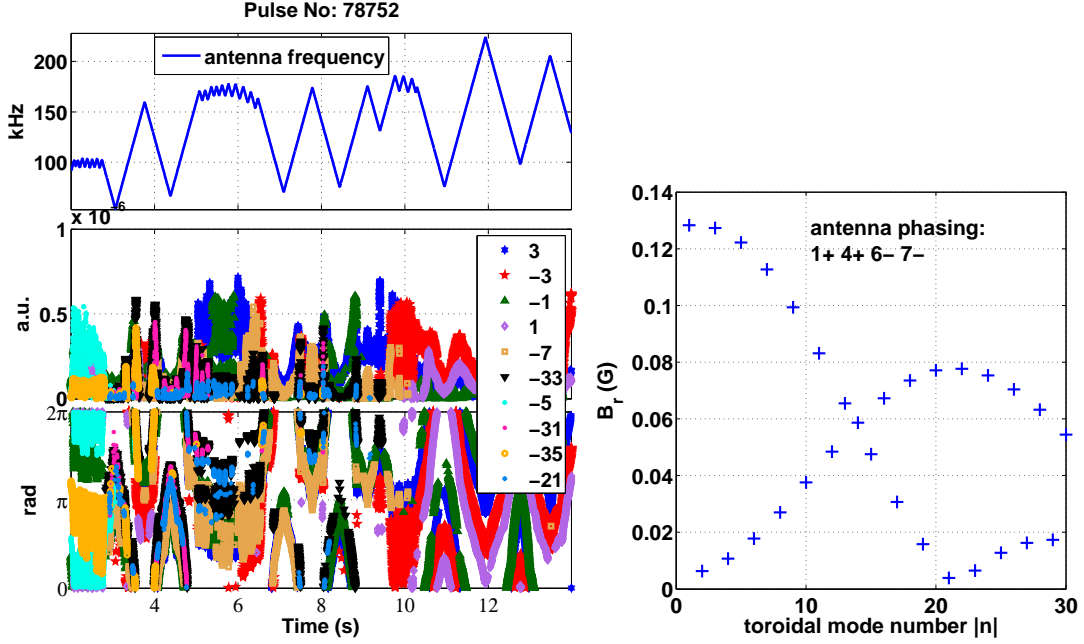 Pulse No: 78752
antenna frequency
200
150
100
kHz
x 10
-6
1
0.5
0
a.u.
3
-3
-1
1
-7
-33
-5
-31
-35
-21
2π
π
0
rad
4
6
8
10
12
Time (s)
0.14
0.12
0.1
0.08
0.06
0.04
0.02
0
B_r (G)
antenna phasing:
1+ 4+ 6- 7-
0
10
20
30
toroidal mode number |n|